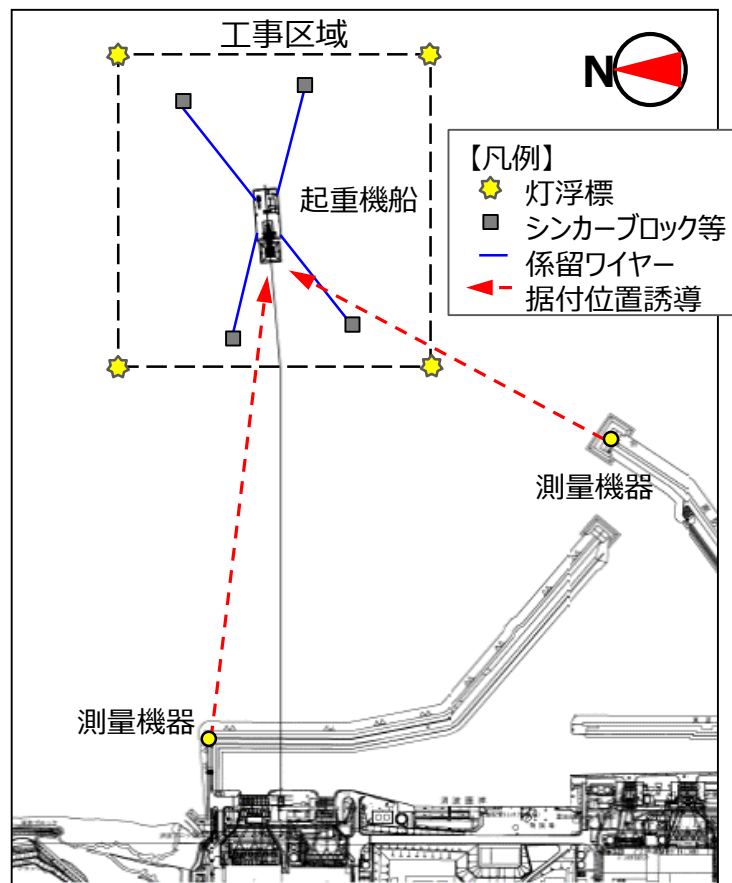 工事区域
N
【凡例】
灯浮標
シンカーブロック等
係留ワイヤー
据付位置誘導
起重機船
測量機器
測量機器